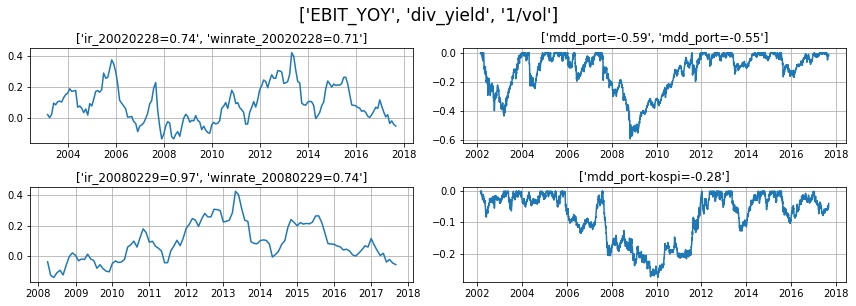 ['EBIT_YOY', 'div_yield', '1/vol']
['ir_20020228=0.74', 'winrate_20020228=0.71']
0.4
0.2
0.0
2004 2006 2008 2010 2012 2014 2016 2018
['mdd_port=-0.59', 'mdd_port=-0.55']
0.0
−0.2
−0.4
−0.6
2002 2004 2006 2008 2010 2012 2014 2016 2018
['ir_20080229=0.97', 'winrate_20080229=0.74']
0.4
0.2
0.0
2008 2009 2010 2011 2012 2013 2014 2015 2016 2017 2018
['mdd_port-kospi=-0.28']
0.0
−0.1
−0.2
2002 2004 2006 2008 2010 2012 2014 2016 2018